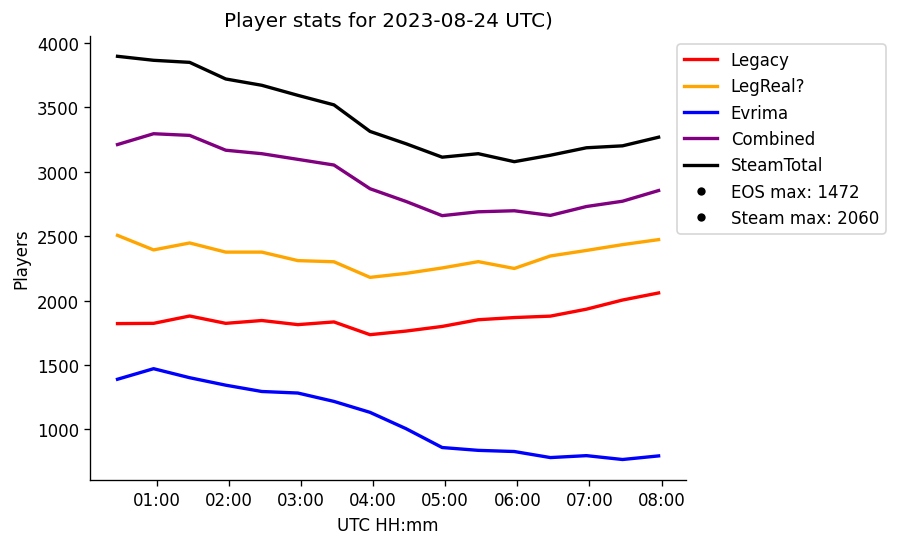 Player stats for 2023-08-24 UTC)
4000
3500
3000
2500
2000
1500
1000
Players
Legacy
LegReal?
Evrima
Combined
SteamTotal
EOS max: 1472
Steam max: 2060
01:00 02:00 03:00 04:00 05:00 06:00 07:00 08:00
UTC HH:mm